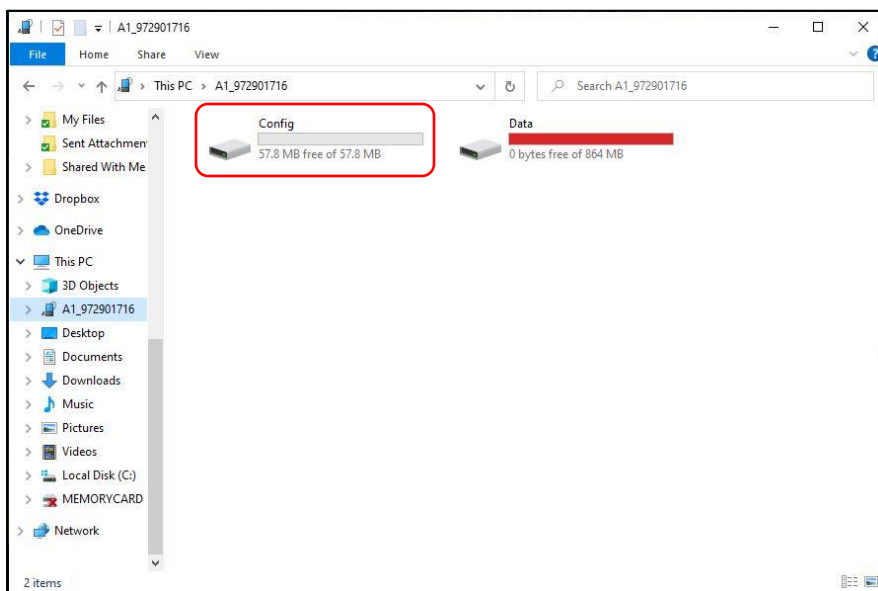 A1_972901716
File Home Share View
This PC A1_972901716 Search A1_972901716
My Files
Sent Attachmen
Shared With Me
Dropbox
OneDrive
This PC
3D Objects
A1_972901716
Desktop
Documents
Downloads
Music
Pictures
Videos
Local Disk (C:)
MEMORYCARD
Network
Config
57.8 MB free of 57.8 MB
Data
0 bytes free of 864 MB
2 items